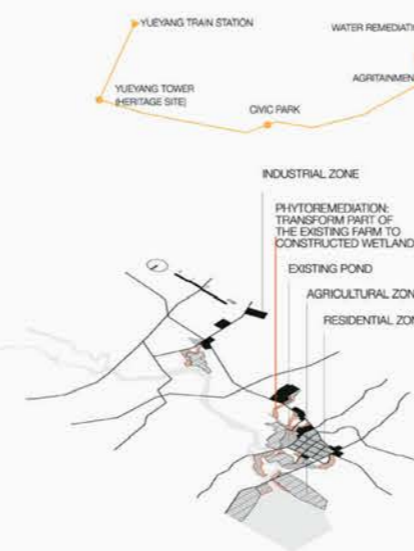 YUEYANG TRAIN STATION
WATER REMEDIATI
AGRITAINMEN
YUEYANG TOWER
(HERITAGE SITE)
CIVIC PARK
INDUSTRIAL ZONE
PHYTOREMEDIATION:
TRANSFORM PART OF
THE EXISTING FARM TO
CONSTRUCTED WETLAND
EXISTING POND
AGRICULTURAL ZON
RESIDENTIAL ZON